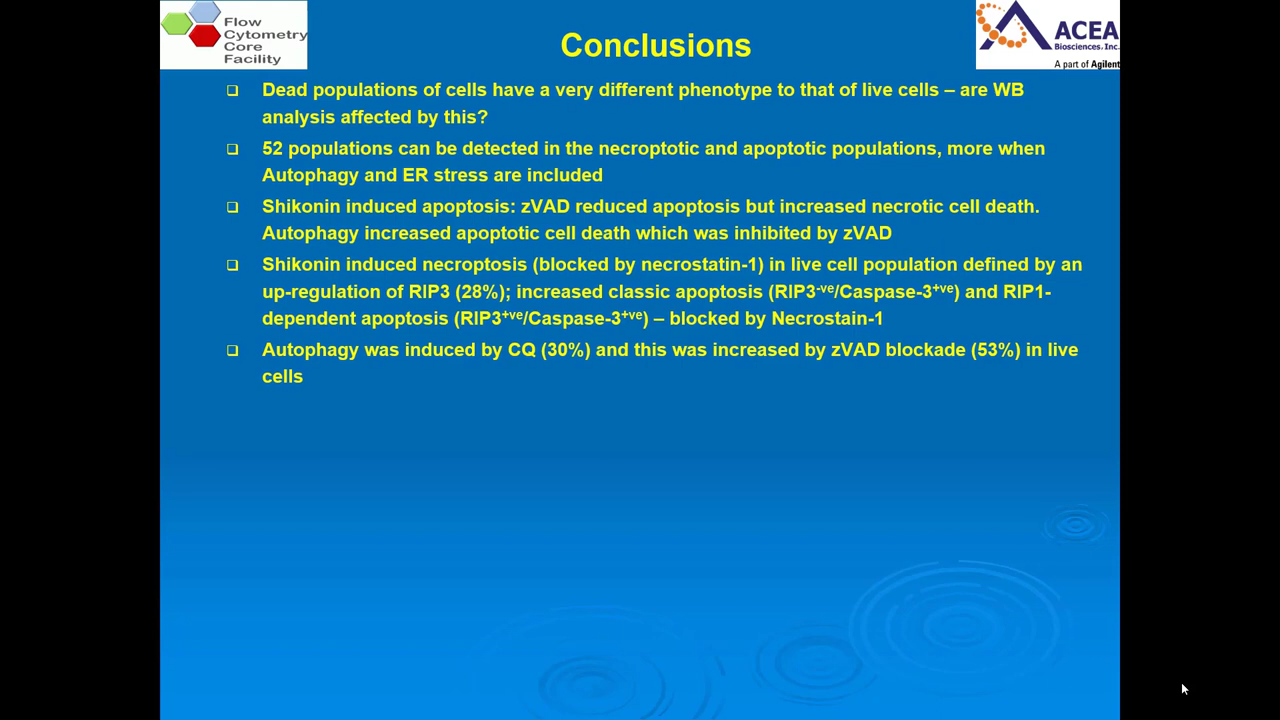 Flow
Cytometry
Core
Facility
Conclusions
ACEA
Biosciences, Inc.
A part of Agilent
❑ Dead populations of cells have a very different phenotype to that of live cells – are WB
analysis affected by this?
❑ 52 populations can be detected in the necroptotic and apoptotic populations, more when
Autophagy and ER stress are included
❑ Shikonin induced apoptosis: zVAD reduced apoptosis but increased necrotic cell death.
Autophagy increased apoptotic cell death which was inhibited by zVAD
❑ Shikonin induced necroptosis (blocked by necrostatin-1) in live cell population defined by an
up-regulation of RIP3 (28%); increased classic apoptosis (RIP3-ve/Caspase-3+ve) and RIP1-
dependent apoptosis (RIP3+ve/Caspase-3+ve) – blocked by Necrostain-1
❑ Autophagy was induced by CQ (30%) and this was increased by zVAD blockade (53%) in live
cells